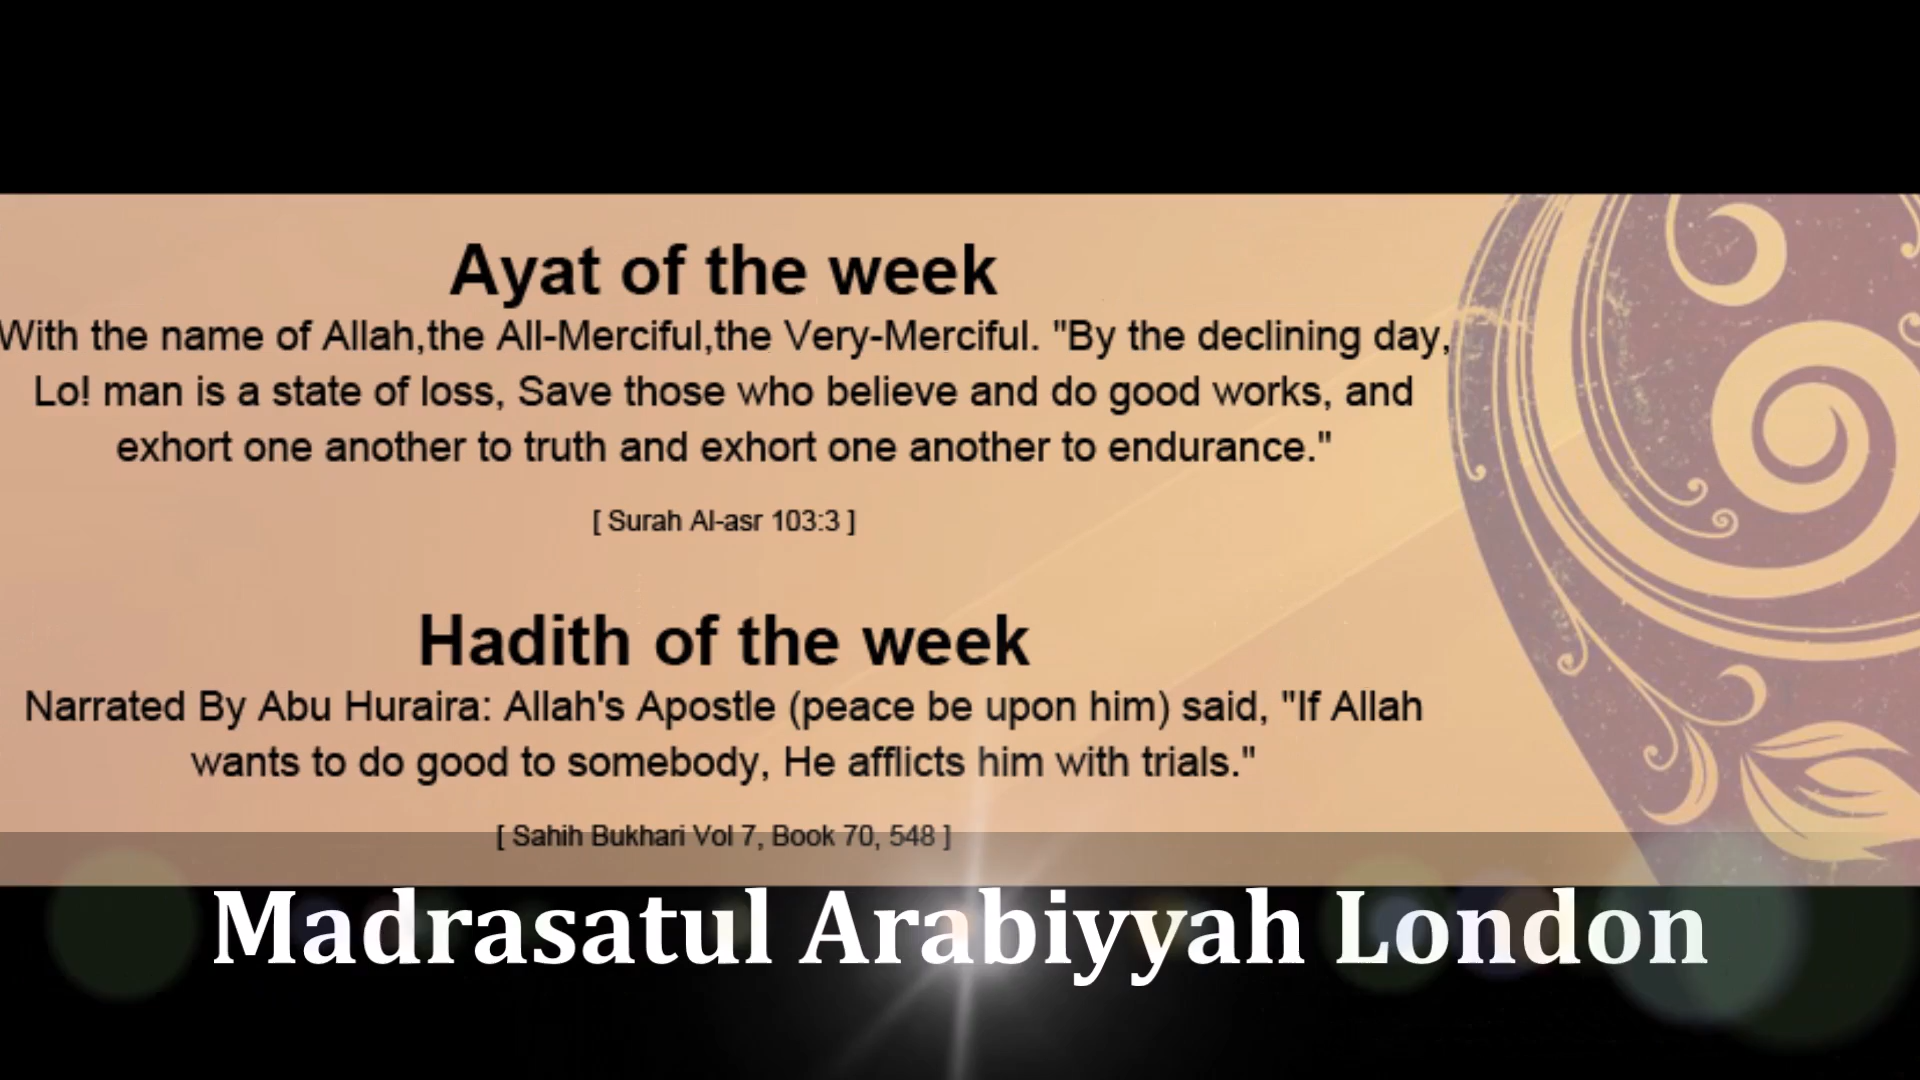 Ayat of the week
With the name of Allah,the All-Merciful,the Very-Merciful. "By the declining day,
Lo! man is a state of loss, Save those who believe and do good works, and
exhort one another to truth and exhort one another to endurance."
[ Surah Al-asr 103:3 ]
Hadith of the week
Narrated By Abu Huraira: Allah's Apostle (peace be upon him) said, "If Allah
wants to do good to somebody, He afflicts him with trials."
[ Sahih Bukhari Vol 7, Book 70, 548 ]
Madrasatul Arabiyyah London